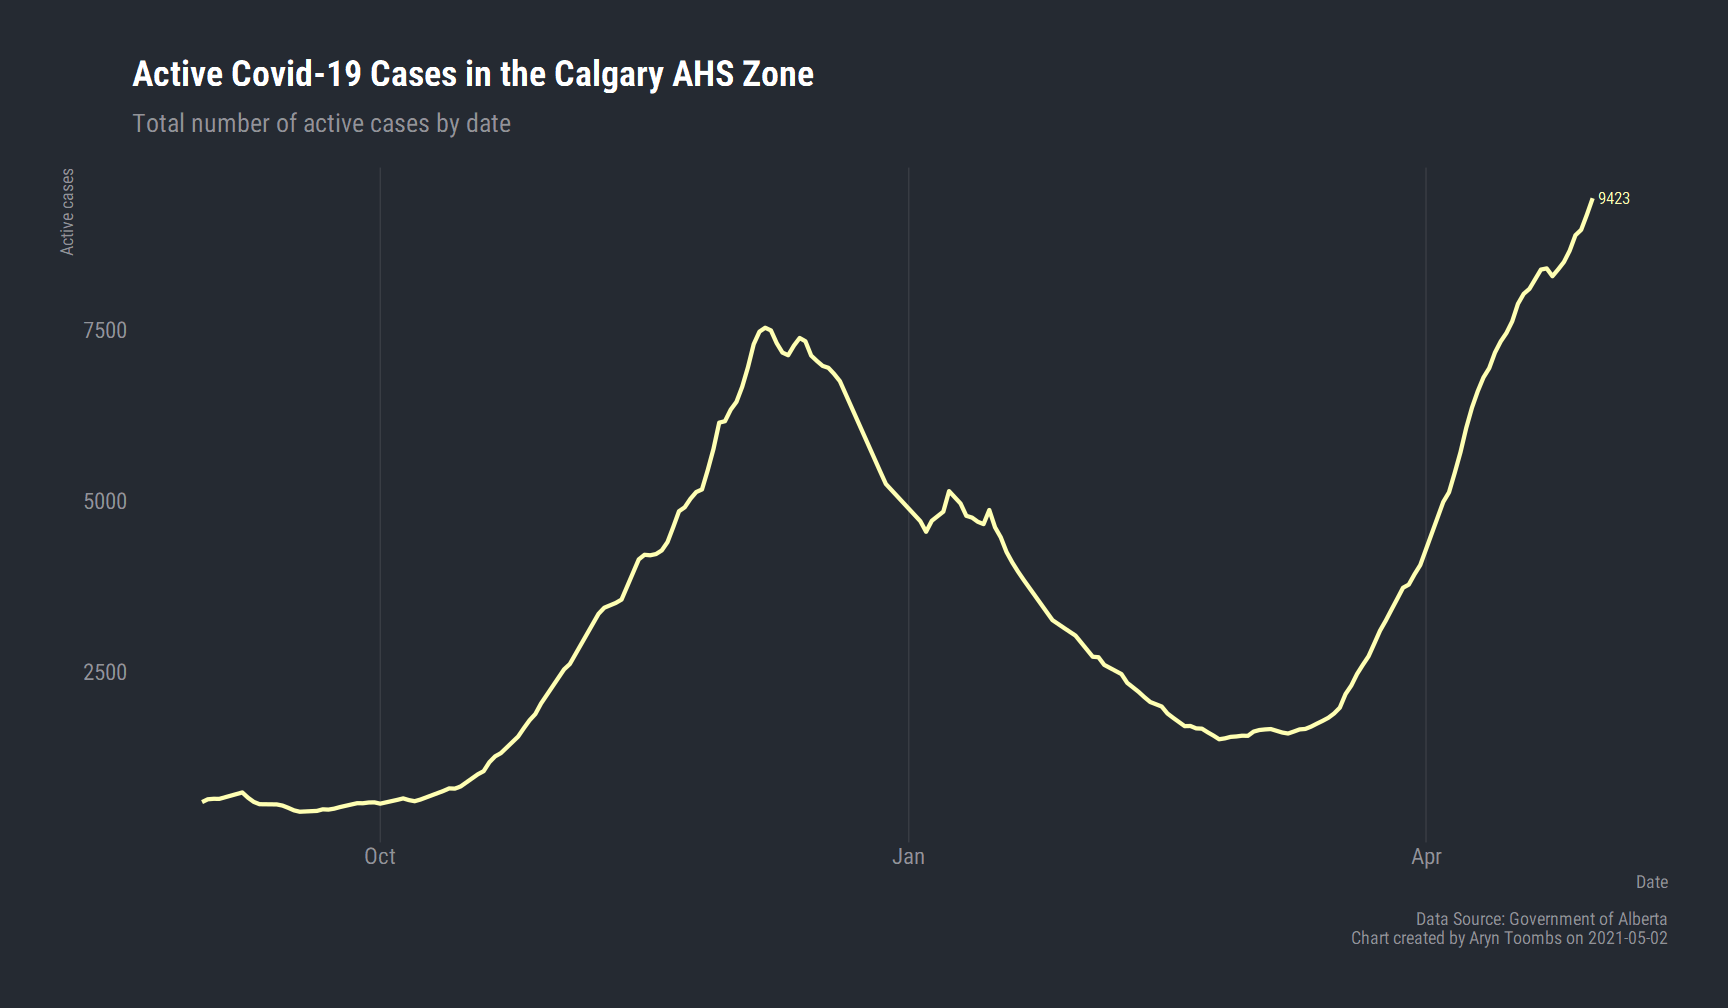 Active Covid-19 Cases in the Calgary AHS Zone
Total number of active cases by date
Active cases
9423
7500
5000
2500
Oct
Jan
Apr
Date
Data Source: Government of Alberta
Chart created by Aryn Toombs on 2021-05-02